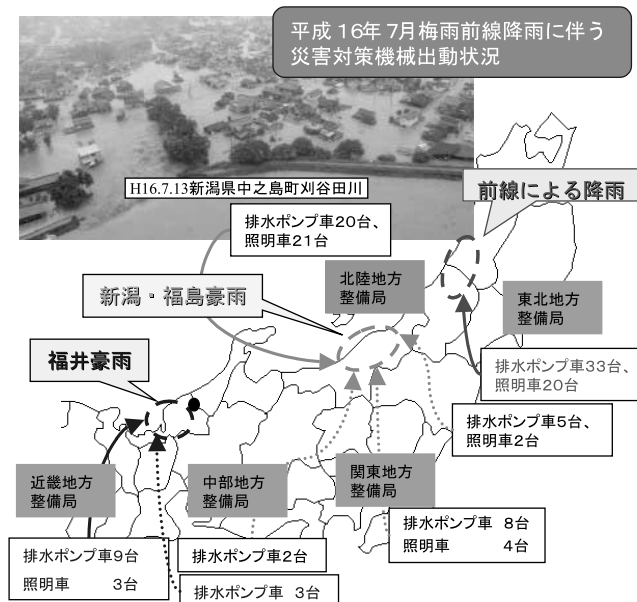 平成16年7月梅雨前線降雨に伴う
災害対策機械出動状況
H16.7.13新潟県中之島町刈谷田川
前線による降雨
排水ポンプ車20台、
照明車21台
新潟・福島豪雨
北陸地方
整備局
東北地方
整備局
排水ポンプ車33台、
照明車20台
福井豪雨
排水ポンプ車5台、
照明車2台
近畿地方
整備局
中部地方
整備局
関東地方
整備局
排水ポンプ車 8台
照明車 4台
排水ポンプ車9台
照明車 3台
排水ポンプ車2台
排水ポンプ車 3台